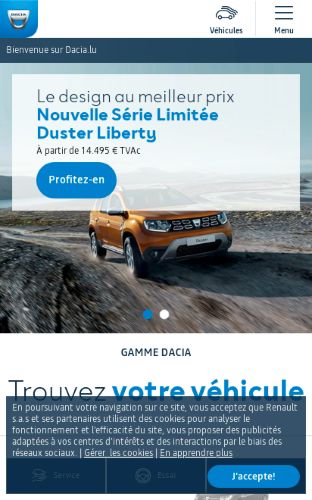 DACIA
Véhicules
Menu
Bienvenue sur Dacia.lu
Le design au meilleur prix
Nouvelle Série Limitée
Duster Liberty
À partir de 14.495 € TVAc
Profitez-en
GAMME DACIA
Trouvez votre véhicule
En poursuivant votre navigation sur ce site, vous acceptez que Renault
s.a.s et ses partenaires utilisent des cookies pour analyser le
fonctionnement et l'efficacité du site, vous proposer des publicités
adaptées à vos centres d'intérêts et des interactions par le biais des
réseaux sociaux. | Gérer les cookies | En apprendre plus
Service
Essai
J'accepte!